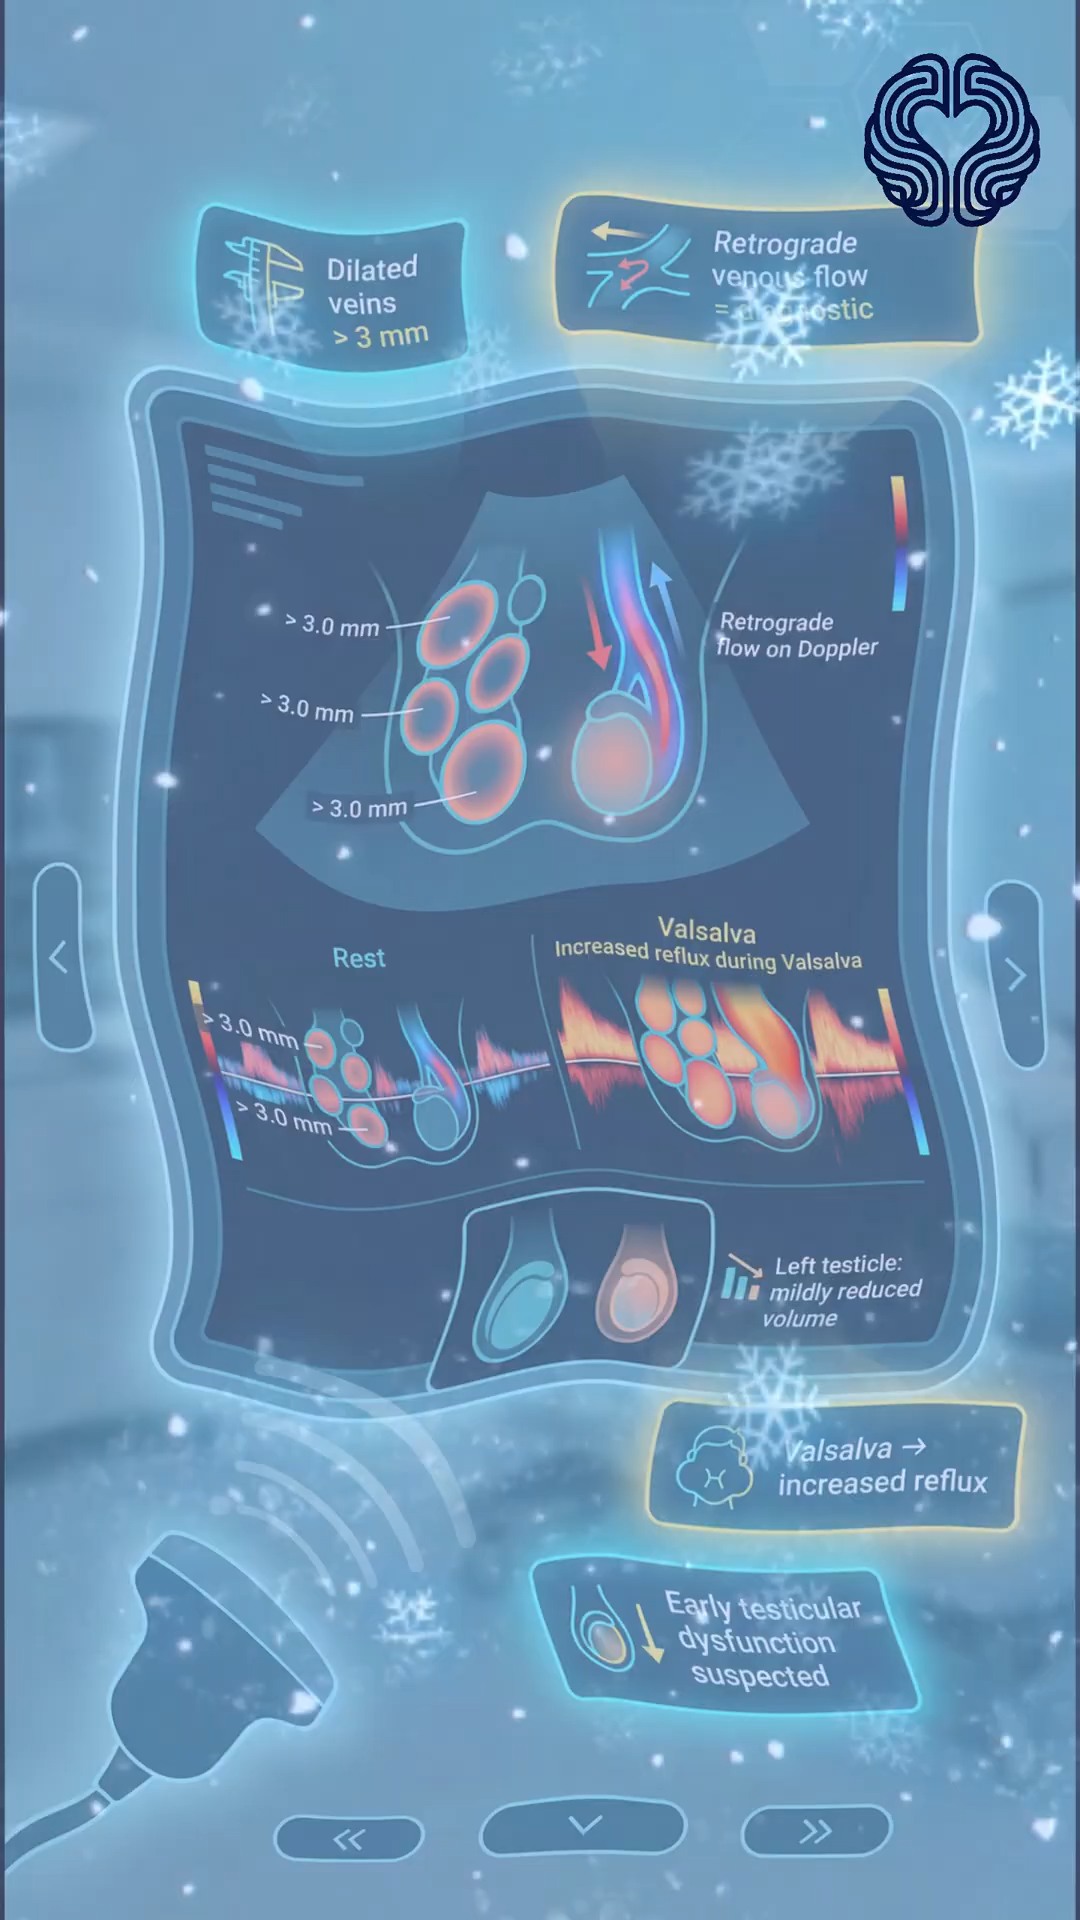 Dilated
veins
> 3 mm
Retrograde
venous flow
= diagnostic
> 3.0 mm
> 3.0 mm
> 3.0 mm
Retrograde
flow on Doppler
Rest
Valsalva
Increased reflux during Valsalva
> 3.0 mm
> 3.0 mm
Left testicle:
mildly reduced
volume
Valsalva →
increased reflux
Early testicular
dysfunction
suspected